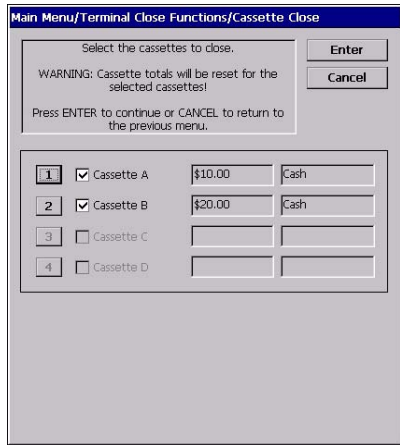 Main Menu/Terminal Close Functions/Cassette Close
Select the cassettes to close.
WARNING: Cassette totals will be reset for the
selected cassettes!
Press ENTER to continue or CANCEL to return to
the previous menu.
Enter
Cancel
1 Cassette A $10.00 Cash
2 Cassette B $20.00 Cash
3 Cassette C
4 Cassette D